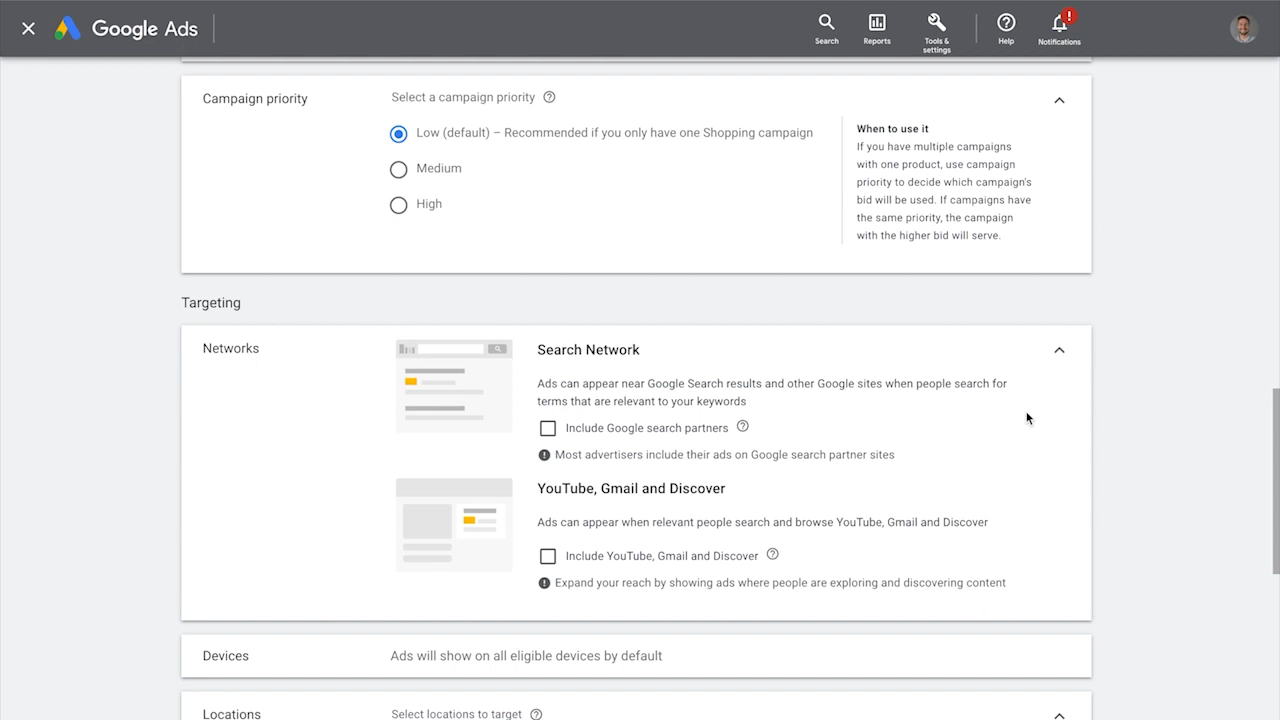 Google Ads
Search
Reports
Tools &
settings
Help
!
Notifications
Campaign priority
Select a campaign priority
Low (default) – Recommended if you only have one Shopping campaign
Medium
High
When to use it
If you have multiple campaigns
with one product, use campaign
priority to decide which campaign's
bid will be used. If campaigns have
the same priority, the campaign
with the higher bid will serve.
Targeting
Networks
Search Network
Ads can appear near Google Search results and other Google sites when people search for
terms that are relevant to your keywords
Include Google search partners
Most advertisers include their ads on Google search partner sites
YouTube, Gmail and Discover
Ads can appear when relevant people search and browse YouTube, Gmail and Discover
Include YouTube, Gmail and Discover
Expand your reach by showing ads where people are exploring and discovering content
Devices
Ads will show on all eligible devices by default
Locations
Select locations to target